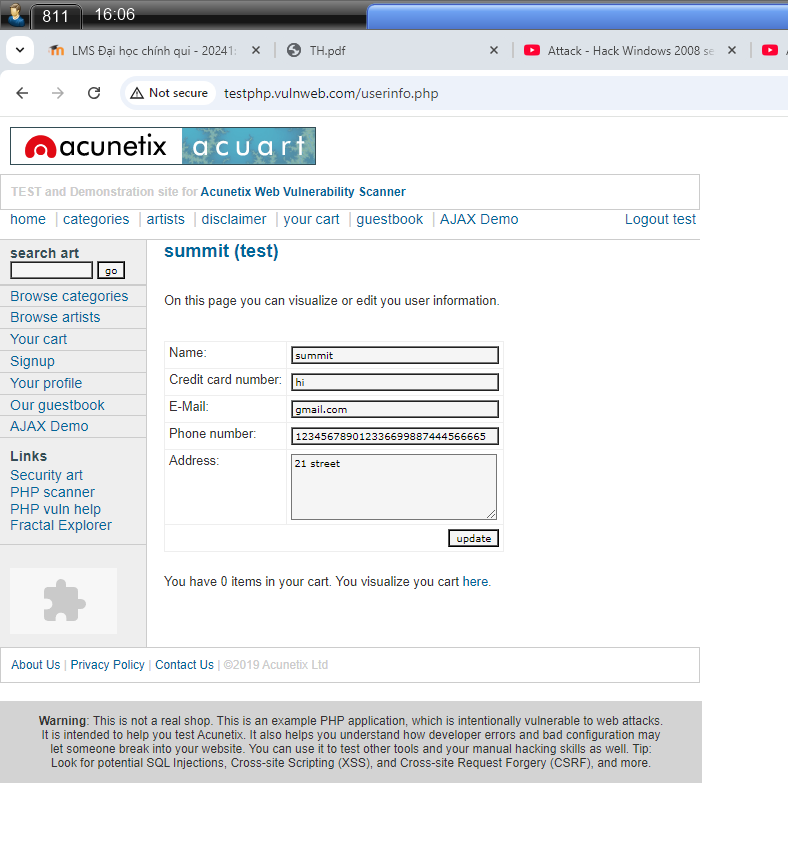 811 16:06
LMS Đại học chính qui - 20241 TH.pdf Attack - Hack Windows 2008 se
Not secure testphp.vulnweb.com/userinfo.php
acunetix acuart
TEST and Demonstration site for Acunetix Web Vulnerability Scanner
home | categories | artists | disclaimer | your cart | guestbook | AJAX Demo Logout test
search art
go
Browse categories
Browse artists
Your cart
Signup
Your profile
Our guestbook
AJAX Demo
Links
Security art
PHP scanner
PHP vuln help
Fractal Explorer
summit (test)
On this page you can visualize or edit you user information.
Name: summit
Credit card number: hi
E-Mail: gmail.com
Phone number: 123456789012336699887444566665
Address: 21 street
update
You have 0 items in your cart. You visualize you cart here.
About Us | Privacy Policy | Contact Us | ©2019 Acunetix Ltd
Warning: This is not a real shop. This is an example PHP application, which is intentionally vulnerable to web attacks.
It is intended to help you test Acunetix. It also helps you understand how developer errors and bad configuration may
let someone break into your website. You can use it to test other tools and your manual hacking skills as well. Tip:
Look for potential SQL Injections, Cross-site Scripting (XSS), and Cross-site Request Forgery (CSRF), and more.